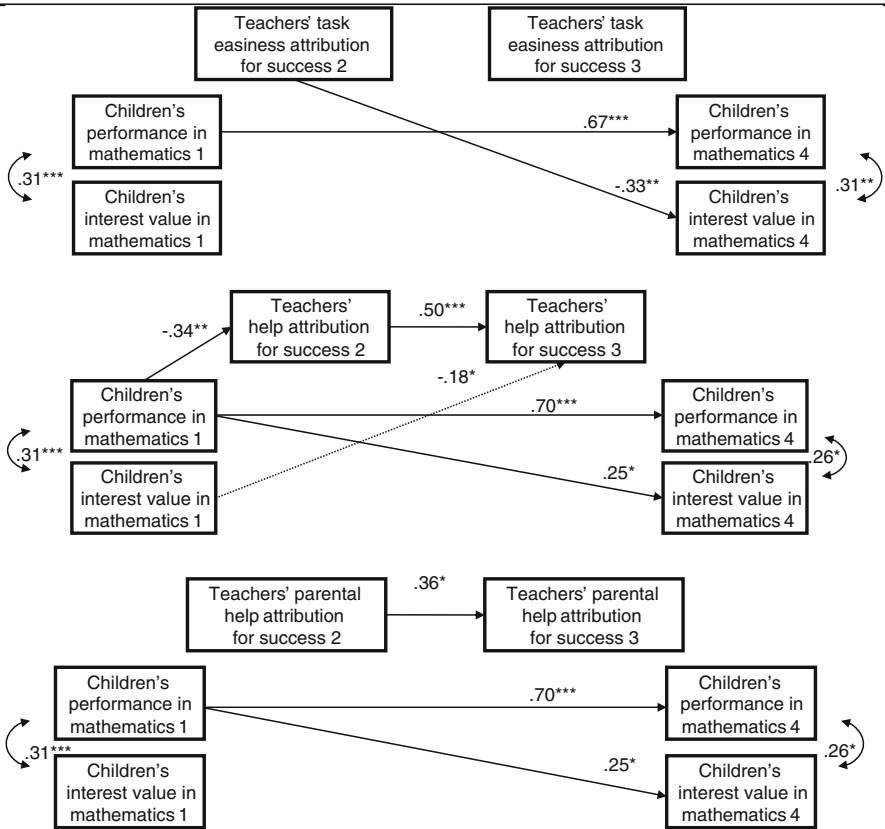 Teachers' task
easiness attribution
for success 2
Teachers' task
easiness attribution
for success 3
Children's
performance in
mathematics 1
.67***
Children's
performance in
mathematics 4
.31***
-.33**
.31**
Children's
interest value in
mathematics 1
Children's
interest value in
mathematics 4
Teachers'
help attribution
for success 2
.50***
Teachers'
help attribution
for success 3
-.34**
-.18*
Children's
performance in
mathematics 1
.70***
Children's
performance in
mathematics 4
.31***
.25*
.26*
Children's
interest value in
mathematics 1
Children's
interest value in
mathematics 4
Teachers' parental
help attribution
for success 2
.36*
Teachers' parental
help attribution
for success 3
Children's
performance in
mathematics 1
.70***
Children's
performance in
mathematics 4
.31***
.25*
.26*
Children's
interest value in
mathematics 1
Children's
interest value in
mathematics 4